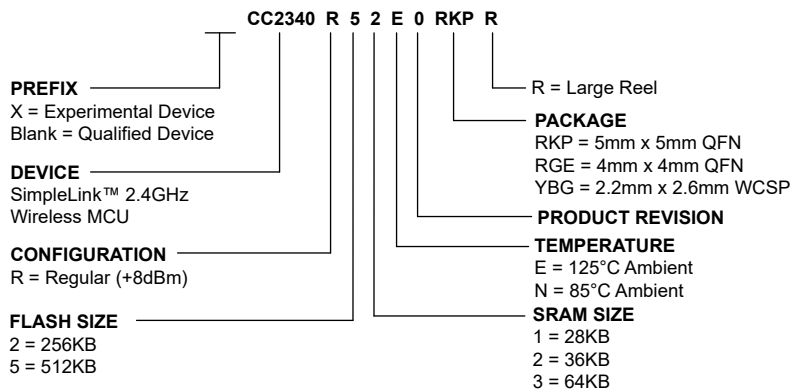 CC2340 R 5 2 E 0 RKP R
PREFIX
X = Experimental Device
Blank = Qualified Device
DEVICE
SimpleLink™ 2.4GHz
Wireless MCU
CONFIGURATION
R = Regular (+8dBm)
FLASH SIZE
2 = 256KB
5 = 512KB
R = Large Reel
PACKAGE
RKP = 5mm x 5mm QFN
RGE = 4mm x 4mm QFN
YBG = 2.2mm x 2.6mm WCSP
PRODUCT REVISION
TEMPERATURE
E = 125°C Ambient
N = 85°C Ambient
SRAM SIZE
1 = 28KB
2 = 36KB
3 = 64KB